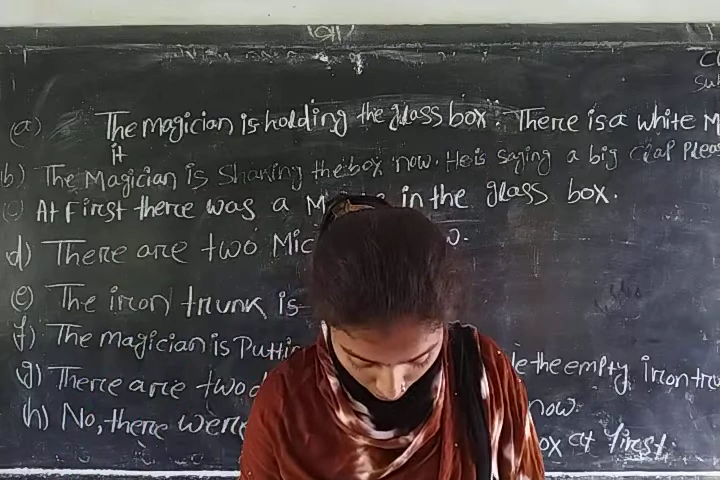 (a) The magician is holding the glass box. There is a white M
it
b) The Magician is Shaking the box now. He is saying a big Clap Pleas
(c) At First there was a M in the glass box.
d) There are two Mic w.
(e) The iron trunk is
f) The magician is Puttin e the empty iron tru
g) There are two d now.
h) No, there were ox at first.